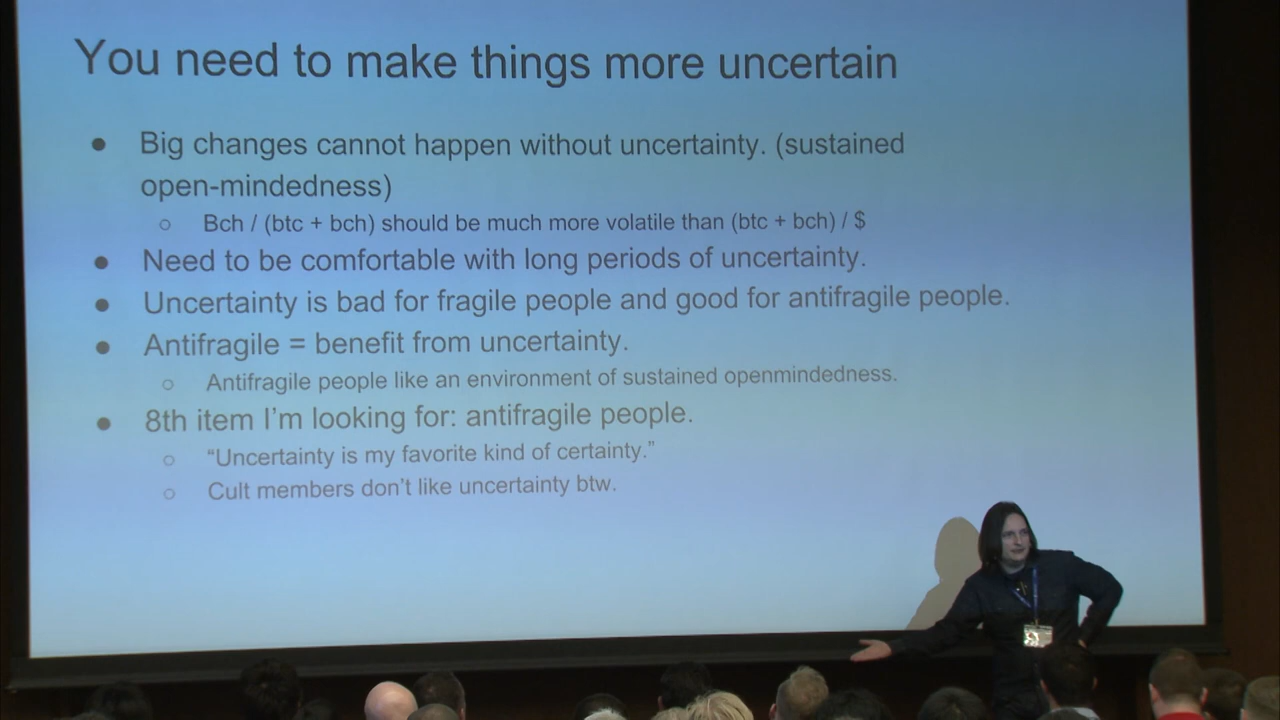 You need to make things more uncertain
● Big changes cannot happen without uncertainty. (sustained
open-mindedness)
○ Bch / (btc + bch) should be much more volatile than (btc + bch) / $
● Need to be comfortable with long periods of uncertainty.
● Uncertainty is bad for fragile people and good for antifragile people.
● Antifragile = benefit from uncertainty.
○ Antifragile people like an environment of sustained openmindedness.
● 8th item I'm looking for: antifragile people.
○ “Uncertainty is my favorite kind of certainty.”
○ Cult members don't like uncertainty btw.